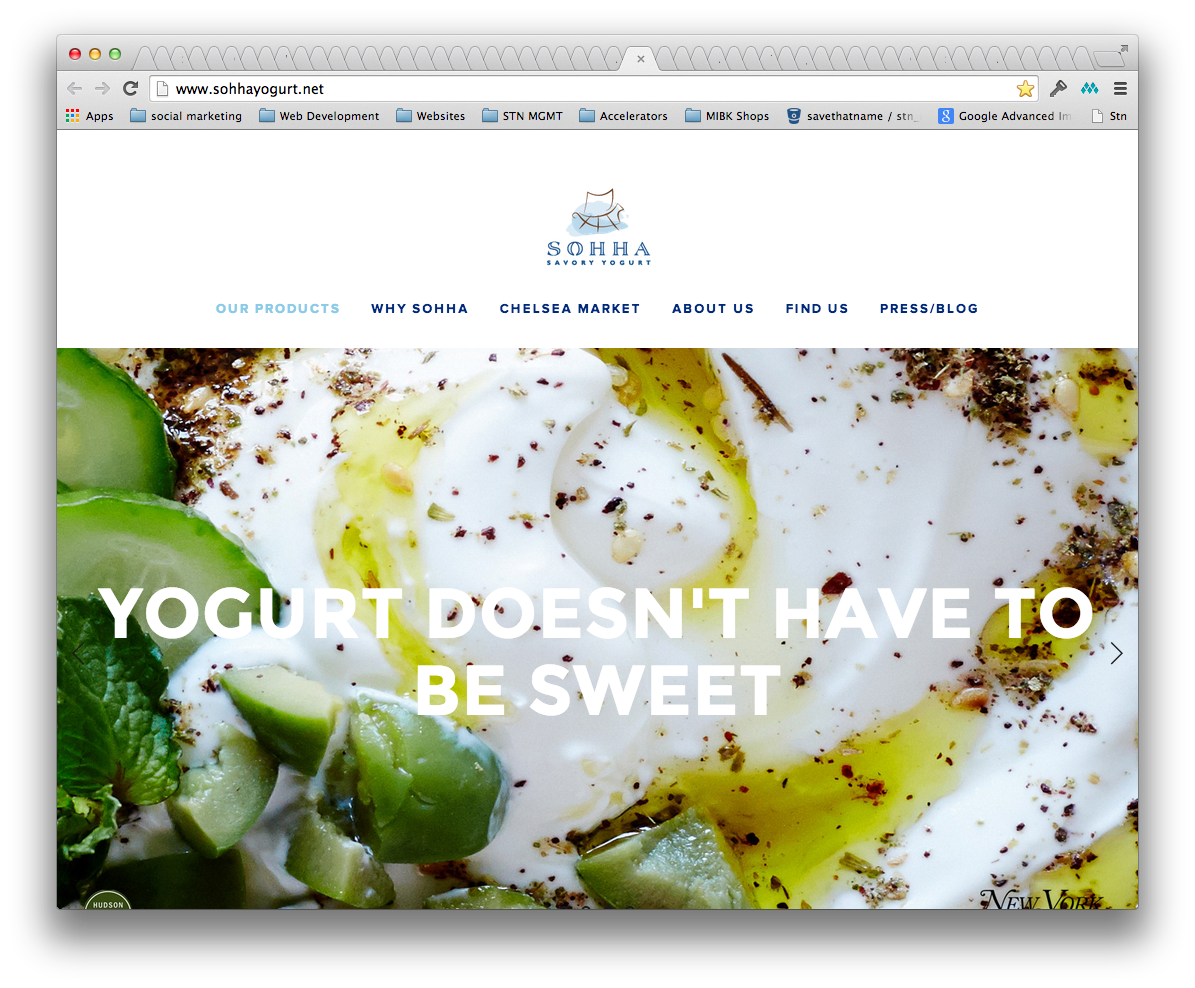 www.sohhayogurt.net
Apps social marketing Web Development Websites STN MGMT Accelerators MIBK Shops savethatname / stn_ Google Advanced Im Stn
SOHHA
SAVORY YOGURT
OUR PRODUCTS WHY SOHHA CHELSEA MARKET ABOUT US FIND US PRESS/BLOG
YOGURT DOESN'T HAVE TO
BE SWEET
HUDSON
NEW YORK